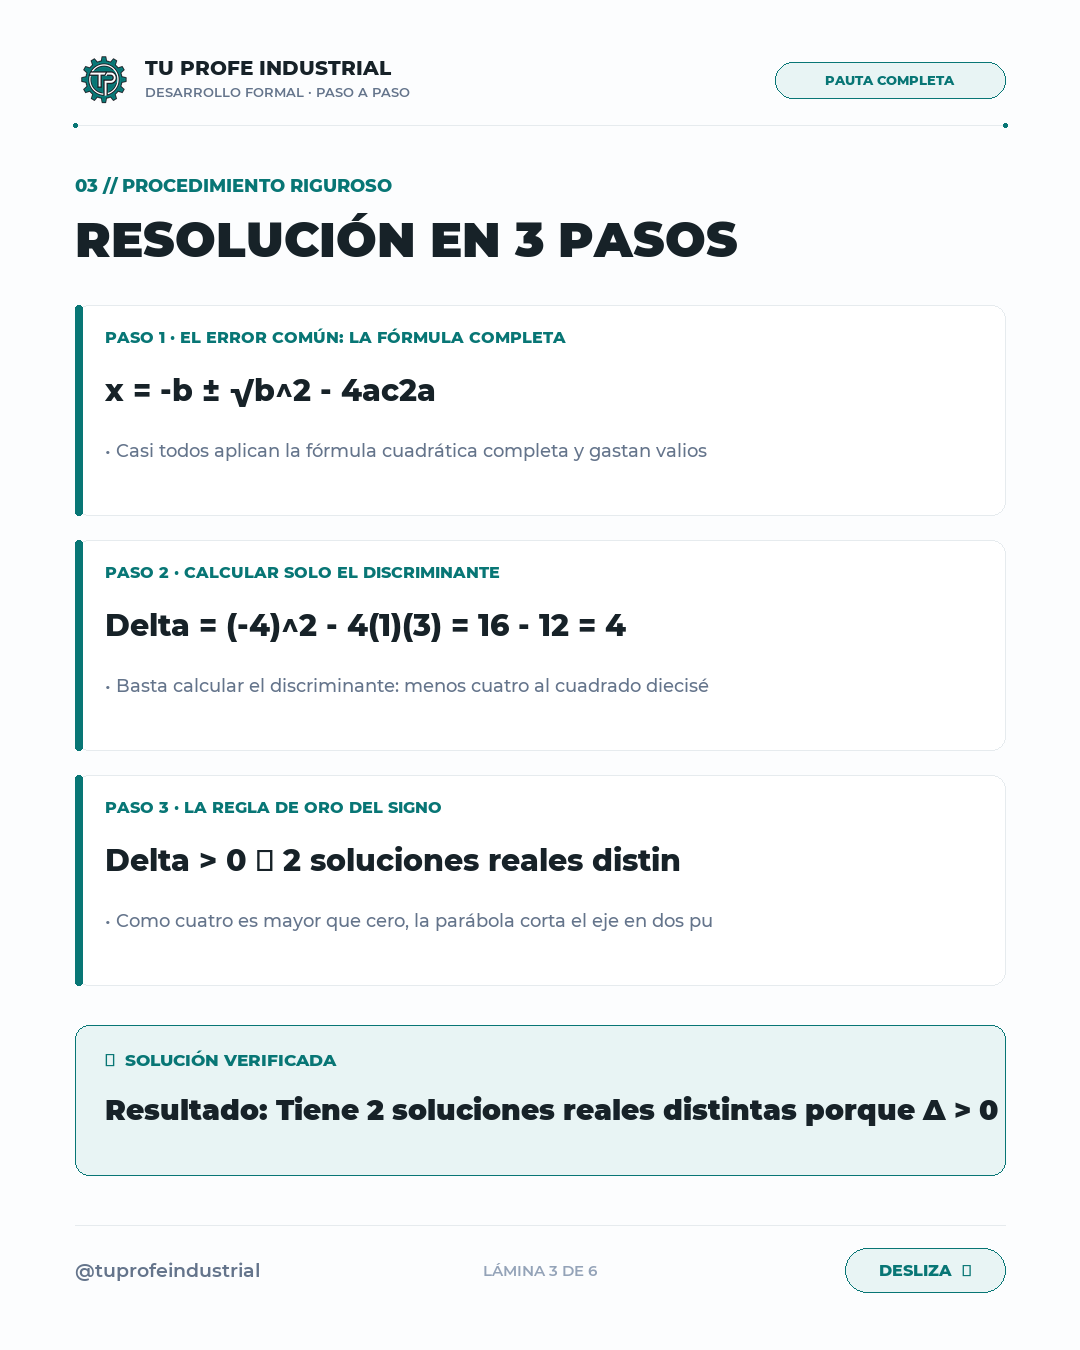 TU PROFE INDUSTRIAL
DESARROLLO FORMAL · PASO A PASO
PAUTA COMPLETA
03 // PROCEDIMIENTO RIGUROSO
RESOLUCIÓN EN 3 PASOS
PASO 1 · EL ERROR COMÚN: LA FÓRMULA COMPLETA
x = -b ± √b^2 - 4ac2a
· Casi todos aplican la fórmula cuadrática completa y gastan valios
PASO 2 · CALCULAR SOLO EL DISCRIMINANTE
Delta = (-4)^2 - 4(1)(3) = 16 - 12 = 4
· Basta calcular el discriminante: menos cuatro al cuadrado diecisé
PASO 3 · LA REGLA DE ORO DEL SIGNO
Delta > 0 ▯ 2 soluciones reales distin
· Como cuatro es mayor que cero, la parábola corta el eje en dos pu
▯ SOLUCIÓN VERIFICADA
Resultado: Tiene 2 soluciones reales distintas porque Δ > 0
@tuprofeindustrial
LÁMINA 3 DE 6
DESLIZA ▯